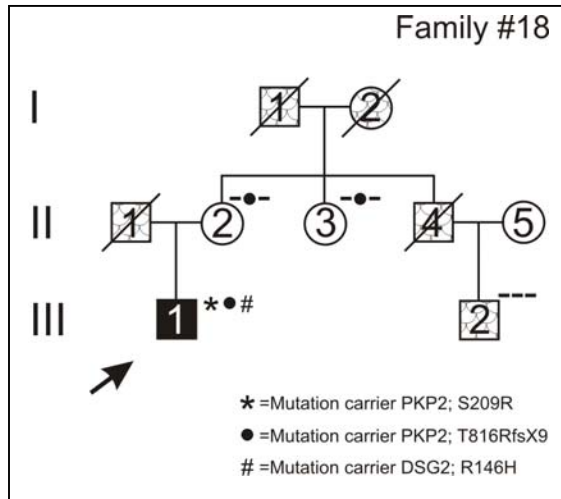 Family #18
I
1 2
II
1 2 -●- 3 -●- 4 5
III
1 *●# 2 ---
* =Mutation carrier PKP2; S209R
● =Mutation carrier PKP2; T816RfsX9
# =Mutation carrier DSG2; R146H